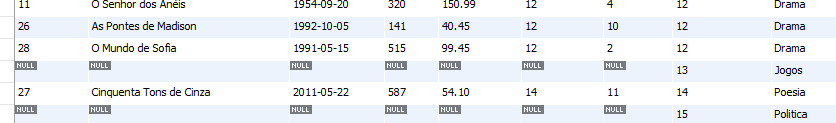 11 O Senhor dos Anéis 1954-09-20 320 150.99 12 4 12 Drama
26 As Pontes de Madison 1992-10-05 141 40.45 12 10 12 Drama
28 O Mundo de Sofia 1991-05-15 515 99.45 12 2 12 Drama
NULL NULL NULL NULL NULL NULL NULL 13 Jogos
27 Cinquenta Tons de Cinza 2011-05-22 587 54.10 14 11 14 Poesia
NULL NULL NULL NULL NULL NULL NULL 15 Politica